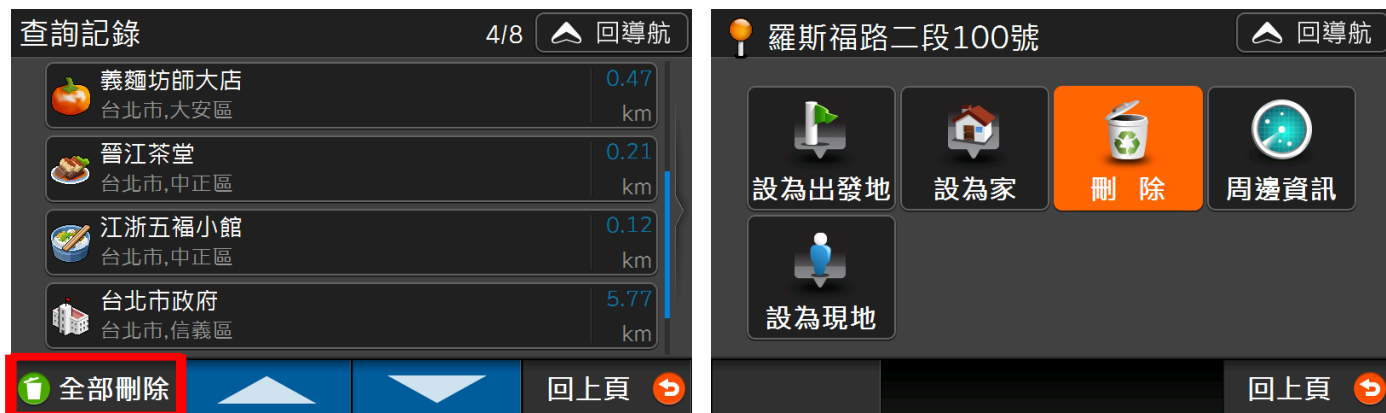 查詢記錄 4/8 回導航
義麵坊師大店 0.47
台北市,大安區 km
晉江茶堂 0.21
台北市,中正區 km
江浙五福小館 0.12
台北市,中正區 km
台北市政府 5.77
台北市,信義區 km
全部刪除 回上頁
羅斯福路二段100號 回導航
設為出發地 設為家 刪 除 周邊資訊
設為現地
回上頁